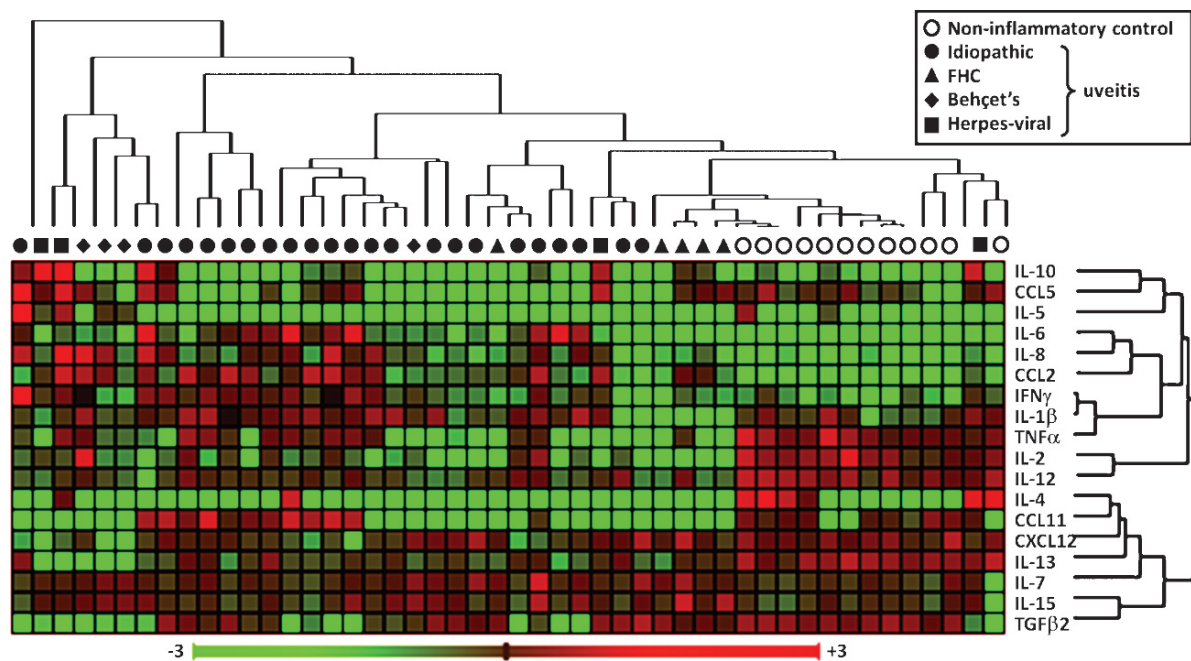 Non-inflammatory control
Idiopathic
FHC
Behçet's
Herpes-viral
uveitis
IL-10
CCL5
IL-5
IL-6
IL-8
CCL2
IFNγ
IL-1β
TNFα
IL-2
IL-12
IL-4
CCL11
CXCL12
IL-13
IL-7
IL-15
TGFβ2
-3 +3